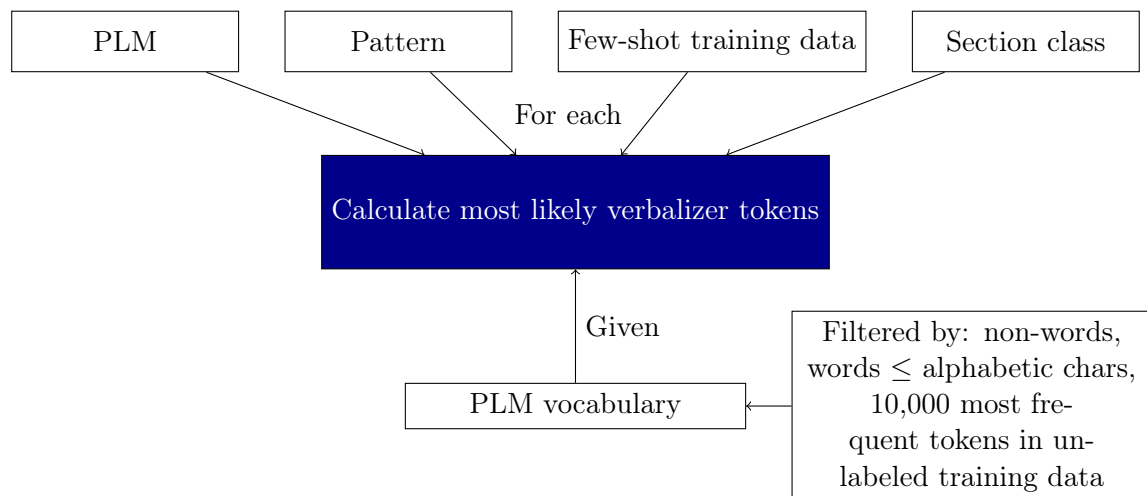 PLM
Pattern
Few-shot training data
Section class
For each
Calculate most likely verbalizer tokens
Given
PLM vocabulary
Filtered by: non-words,
words ≤ alphabetic chars,
10,000 most fre-
quent tokens in un-
labeled training data